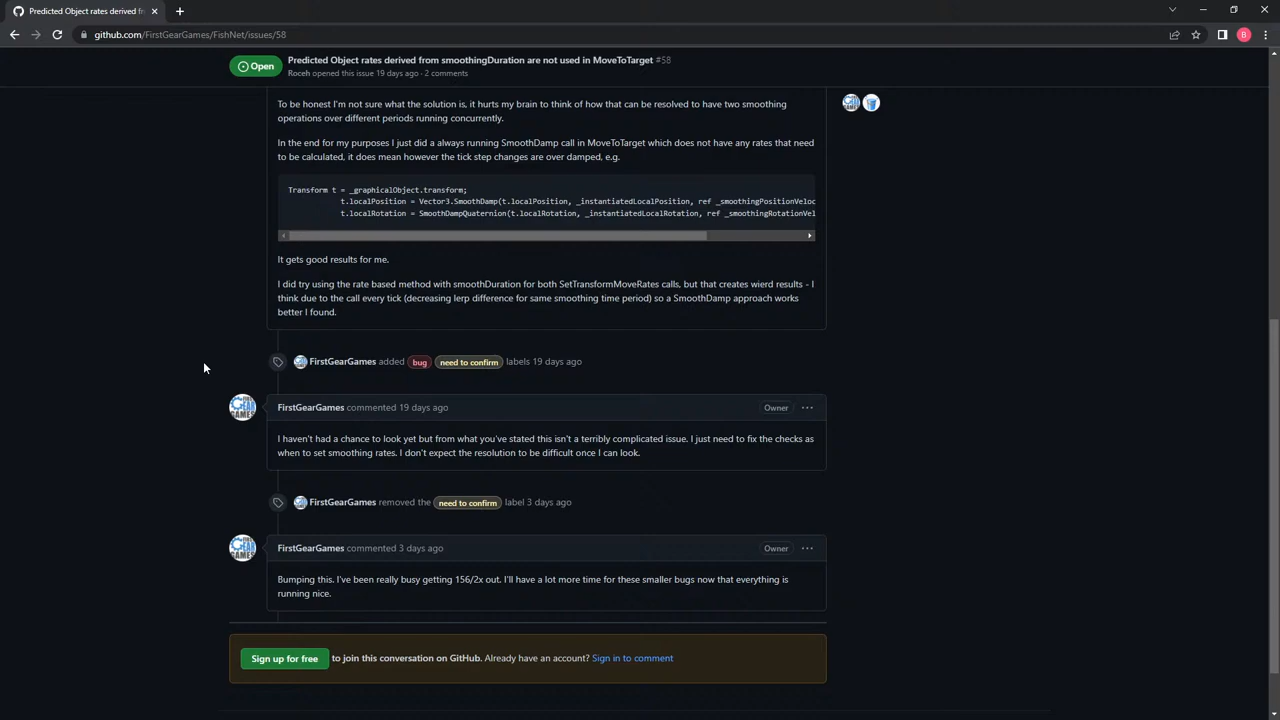 Predicted Object rates derived fr
github.com/FirstGearGames/FishNet/issues/58
Open
Predicted Object rates derived from smoothingDuration are not used in MoveToTarget #58
Roceh opened this issue 19 days ago · 2 comments
To be honest I'm not sure what the solution is, it hurts my brain to think of how that can be resolved to have two smoothing
operations over different periods running concurrently.
In the end for my purposes I just did a always running SmoothDamp call in MoveToTarget which does not have any rates that need
to be calculated, it does mean however the tick step changes are over damped, e.g.
Transform t = _graphicalObject.transform;
t.localPosition = Vector3.SmoothDamp(t.localPosition, _instantiatedLocalPosition, ref _smoothingPositionVeloc
t.localRotation = SmoothDampQuaternion(t.localRotation, _instantiatedLocalRotation, ref _smoothingRotationVel
It gets good results for me.
I did try using the rate based method with smoothDuration for both SetTransformMoveRates calls, but that creates wierd results - I
think due to the call every tick (decreasing lerp difference for same smoothing time period) so a SmoothDamp approach works
better I found.
FirstGearGames added bug need to confirm labels 19 days ago
FirstGearGames commented 19 days ago Owner
I haven't had a chance to look yet but from what you've stated this isn't a terribly complicated issue. I just need to fix the checks as
when to set smoothing rates. I don't expect the resolution to be difficult once I can look.
FirstGearGames removed the need to confirm label 3 days ago
FirstGearGames commented 3 days ago Owner
Bumping this. I've been really busy getting 156/2x out. I'll have a lot more time for these smaller bugs now that everything is
running nice.
Sign up for free to join this conversation on GitHub. Already have an account? Sign in to comment
B